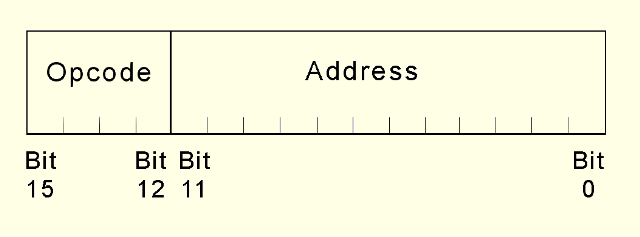 Opcode Address
Bit Bit Bit Bit
15 12 11 0